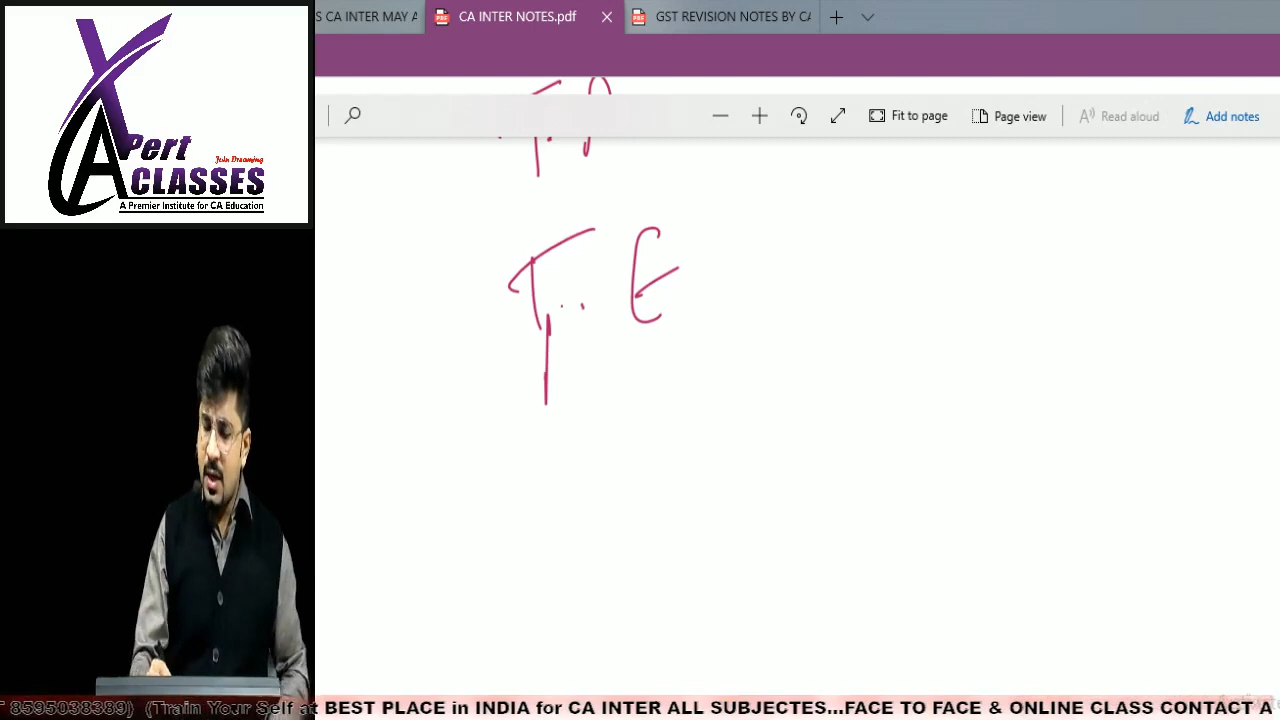 S CA INTER MAY A
CA INTER NOTES.pdf
GST REVISION NOTES BY CA
Fit to page
Page view
Read aloud
Add notes
XPert
Join Dreaming
CLASSES
A Premier Institute for CA Education
T. E
8595038389) (Train Your Self at BEST PLACE in INDIA for CA INTER ALL SUBJECTES...FACE TO FACE & ONLINE CLASS CONTACT A